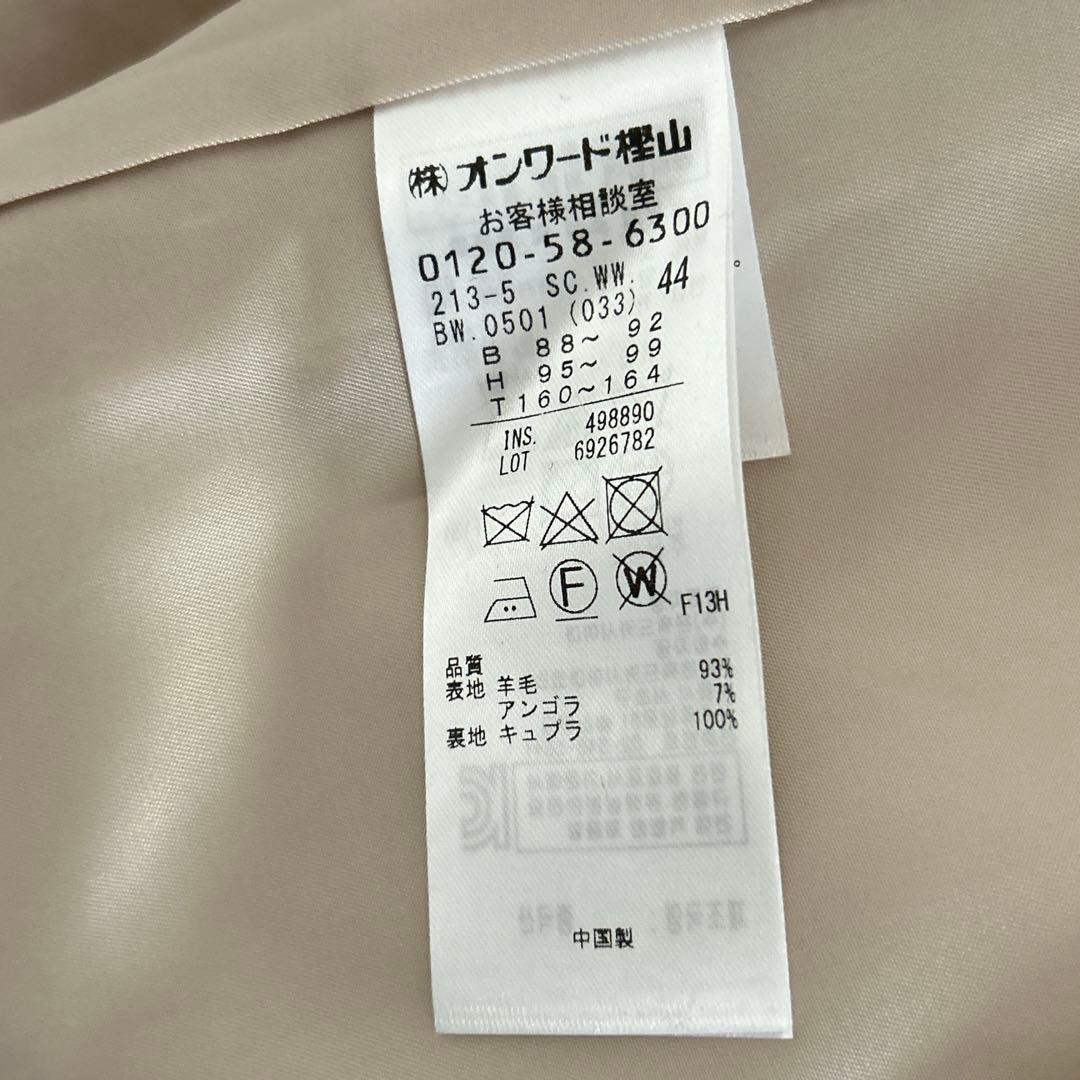 (株)オンワード樫山
お客様相談室
0120-58-6300
213-5 SC.WW. 44
BW.0501 (033)
B 88～ 92
H 95～ 99
T 160～164
INS. 498890
LOT 6926782
F
W
F13H
品質
表地 羊毛 93%
アンゴラ 7%
裏地 キュプラ 100%
中国製